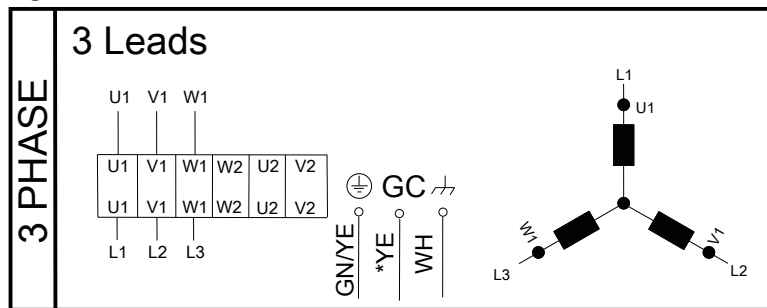 3 PHASE
3 Leads
U1 V1 W1
U1 V1 W1 W2 U2 V2
U1 V1 W1 W2 U2 V2
L1 L2 L3
GC
GN/YE
*YE
WH
L1
U1
W1
V1
L3
L2